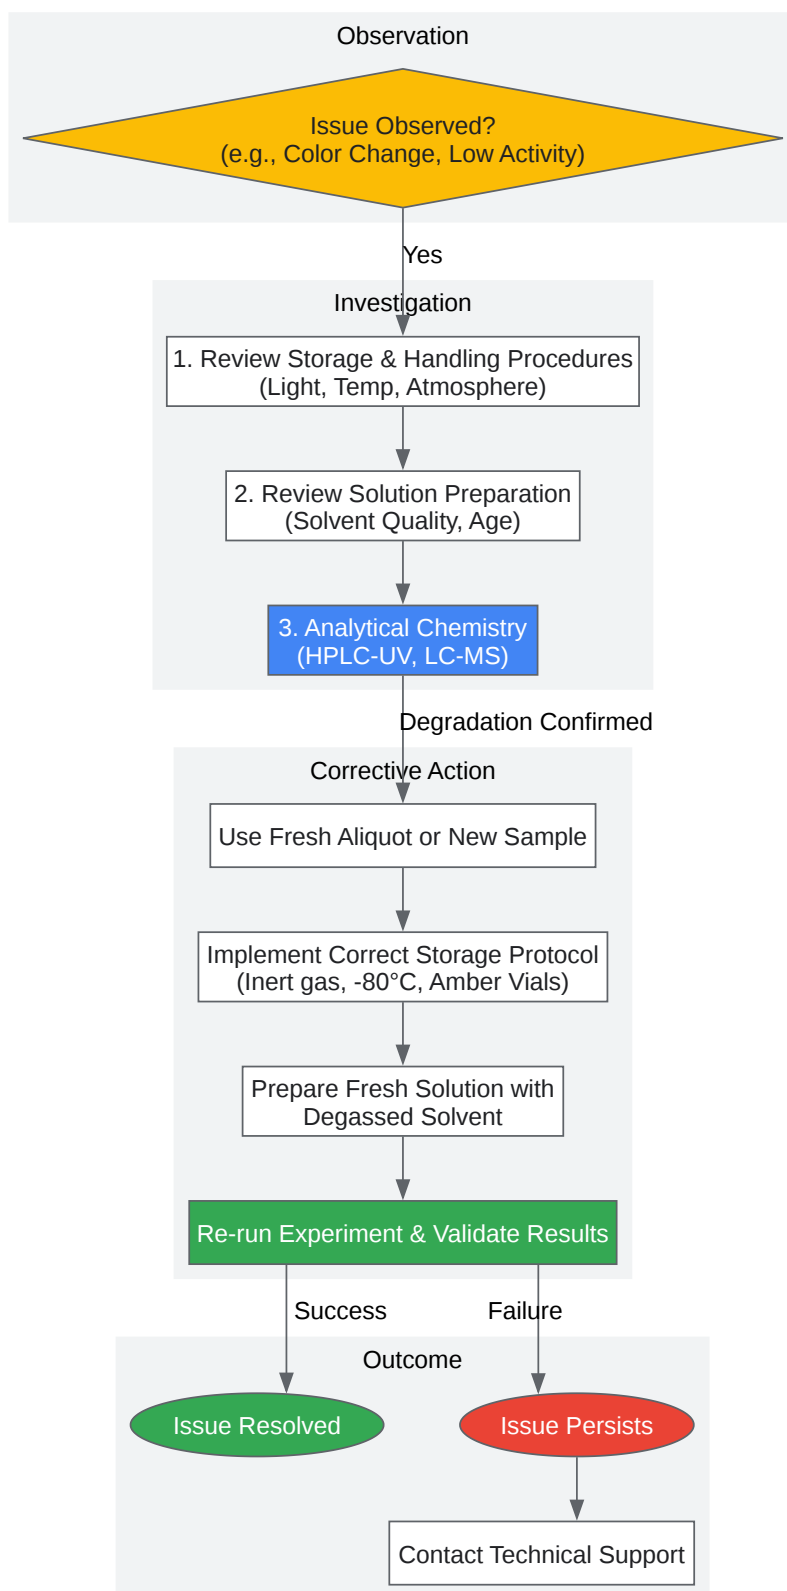 Observation
Issue Observed?
(e.g., Color Change, Low Activity)
Yes
Investigation
1. Review Storage & Handling Procedures
(Light, Temp, Atmosphere)
2. Review Solution Preparation
(Solvent Quality, Age)
3. Analytical Chemistry
(HPLC-UV, LC-MS)
Degradation Confirmed
Corrective Action
Use Fresh Aliquot or New Sample
Implement Correct Storage Protocol
(Inert gas, -80°C, Amber Vials)
Prepare Fresh Solution with
Degassed Solvent
Re-run Experiment & Validate Results
Success
Failure
Outcome
Issue Resolved
Issue Persists
Contact Technical Support